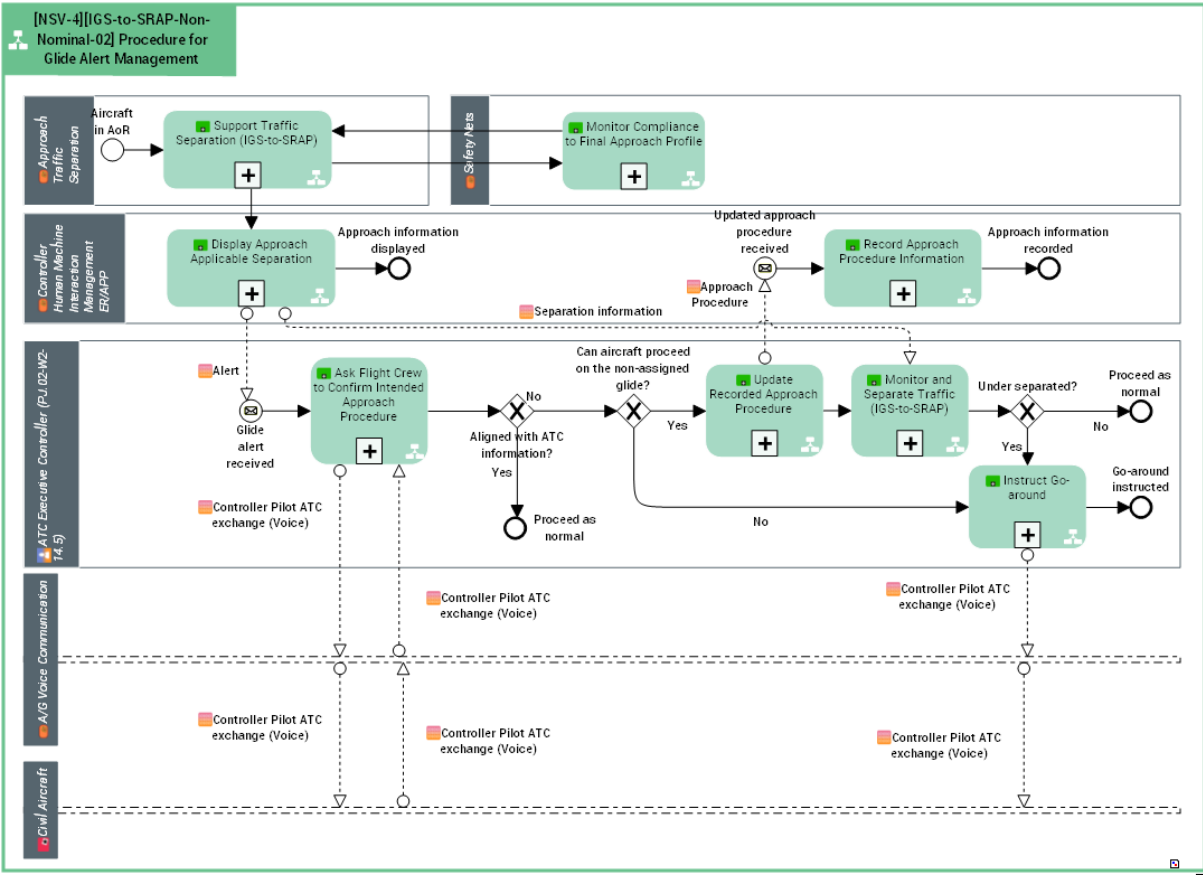 [NSV-4][IGS-to-SRAP-Non-
Nominal-02] Procedure for
Glide Alert Management
Approach
Traffic
Separation
Aircraft
in AoR
Support Traffic
Separation (IGS-to-SRAP)
Safety Nets
Monitor Compliance
to Final Approach Profile
Controller
Human Machine
Interaction
Management
ER/APP
Display Approach
Applicable Separation
Approach information
displayed
Updated approach
procedure
received
Record Approach
Procedure Information
Approach information
recorded
Approach
Procedure
Separation information
ATC Executive Controller (PJ.02-W2-
14.5)
Alert
Glide
alert
received
Ask Flight Crew
to Confirm Intended
Approach
Procedure
No
Aligned with ATC
information?
Yes
Proceed as
normal
Can aircraft proceed
on the non-assigned
glide?
Yes
No
Update
Recorded Approach
Procedure
Monitor and
Separate Traffic
(IGS-to-SRAP)
Under separated?
Proceed as
normal
No
Yes
Instruct Go-
around
Go-around
instructed
Controller Pilot ATC
exchange (Voice)
A/G Voice Communication
Controller Pilot ATC
exchange (Voice)
Controller Pilot ATC
exchange (Voice)
Controller Pilot ATC
exchange (Voice)
Controller Pilot ATC
exchange (Voice)
Controller Pilot ATC
exchange (Voice)
Civil Aircraft